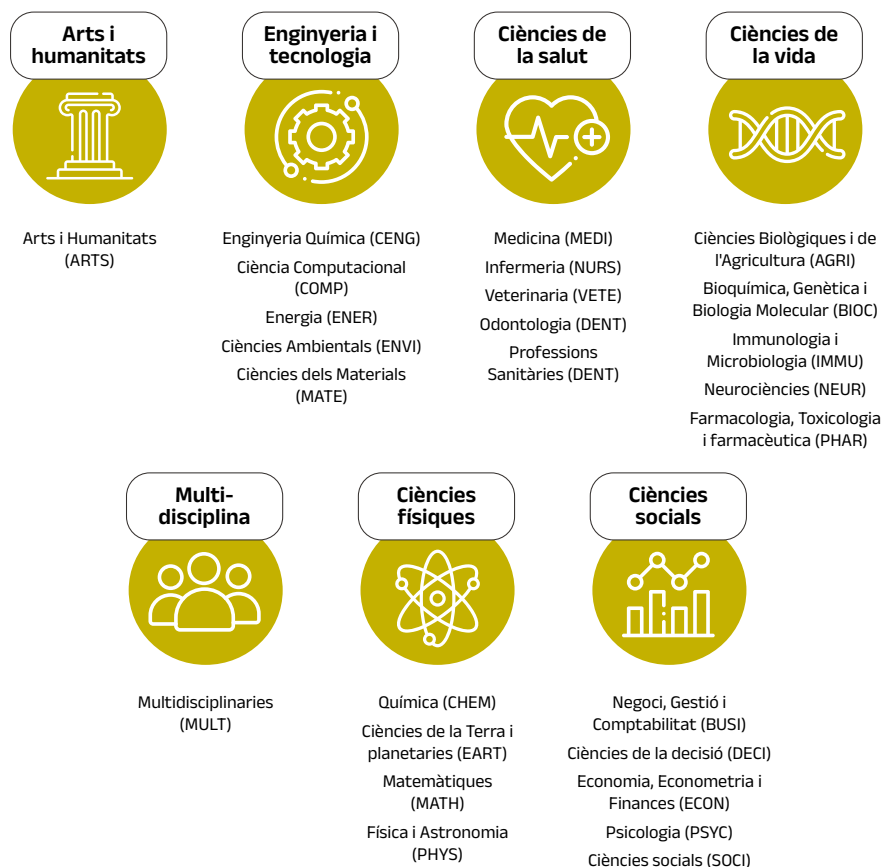 Arts i
humanitats
Arts i Humanitats
(ARTS)
Enginyeria i
tecnologia
Enginyeria Química (CENG)
Ciència Computacional
(COMP)
Energia (ENER)
Ciències Ambientals (ENVI)
Ciències dels Materials
(MATE)
Ciències de
la salut
Medicina (MEDI)
Infermeria (NURS)
Veterinaria (VETE)
Odontologia (DENT)
Professions
Sanitàries (DENT)
Ciències de
la vida
Ciències Biològiques i de
l'Agricultura (AGRI)
Bioquímica, Genètica i
Biologia Molecular (BIOC)
Immunologia i
Microbiologia (IMMU)
Neurociències (NEUR)
Farmacologia, Toxicologia
i farmacèutica (PHAR)
Multi-
disciplina
Multidisciplinaries
(MULT)
Ciències
físiques
Química (CHEM)
Ciències de la Terra i
planetaries (EART)
Matemàtiques
(MATH)
Física i Astronomia
(PHYS)
Ciències
socials
Negoci, Gestió i
Comptabilitat (BUSI)
Ciències de la decisió (DECI)
Economia, Econometria i
Finances (ECON)
Psicologia (PSYC)
Ciències socials (SOCI)